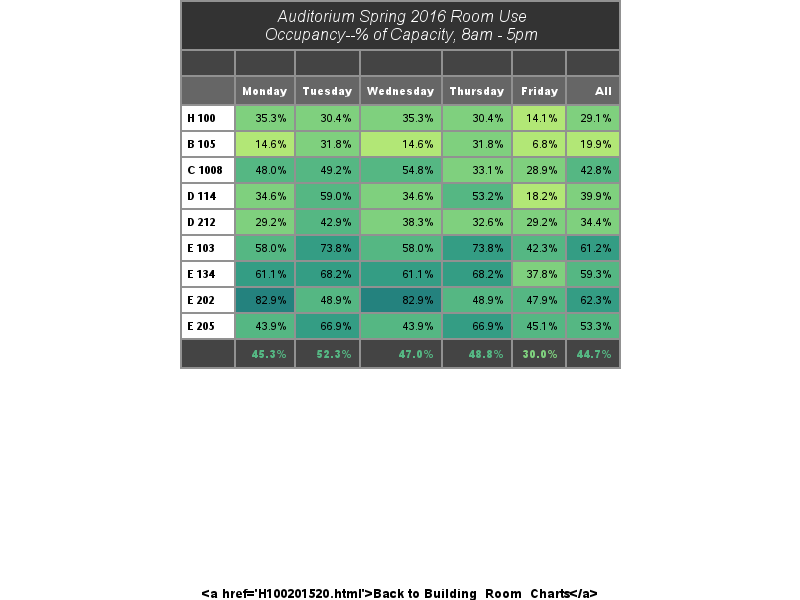 Auditorium Spring 2016 Room Use
Occupancy--% of Capacity, 8am - 5pm
Monday Tuesday Wednesday Thursday Friday All
H 100 35.3% 30.4% 35.3% 30.4% 14.1% 29.1%
B 105 14.6% 31.8% 14.6% 31.8% 6.8% 19.9%
C 1008 48.0% 49.2% 54.8% 33.1% 28.9% 42.8%
D 114 34.6% 59.0% 34.6% 53.2% 18.2% 39.9%
D 212 29.2% 42.9% 38.3% 32.6% 29.2% 34.4%
E 103 58.0% 73.8% 58.0% 73.8% 42.3% 61.2%
E 134 61.1% 68.2% 61.1% 68.2% 37.8% 59.3%
E 202 82.9% 48.9% 82.9% 48.9% 47.9% 62.3%
E 205 43.9% 66.9% 43.9% 66.9% 45.1% 53.3%
45.3% 52.3% 47.0% 48.8% 30.0% 44.7%
<a href='H100201520.html'>Back to Building_Room_Charts</a>